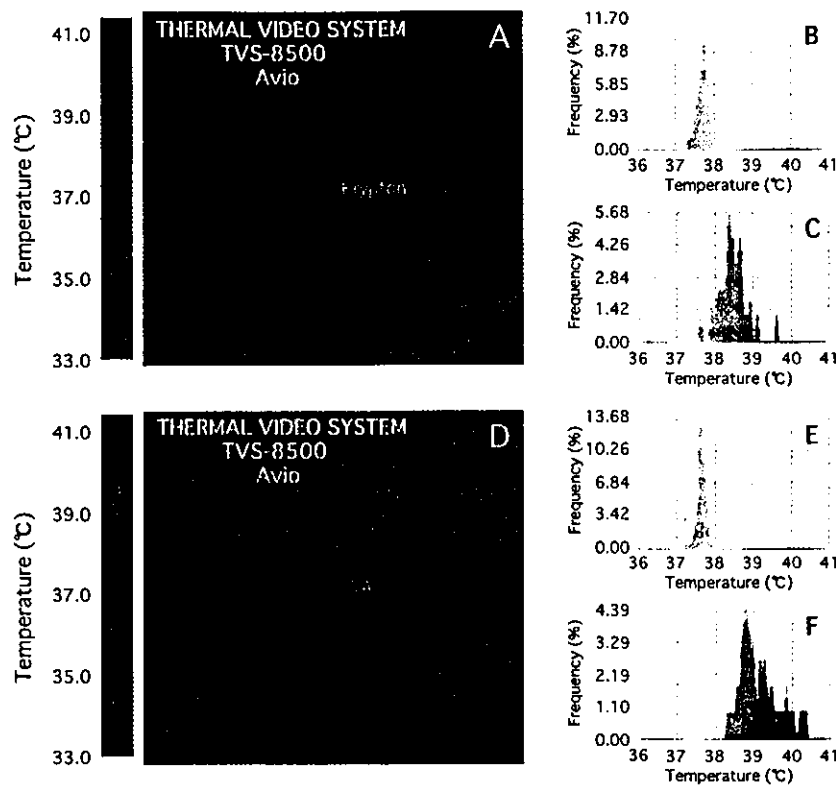 41.0
39.0
37.0
35.0
33.0
Temperature (℃)
THERMAL VIDEO SYSTEM
TVS-8500
Avio
A
Krypton
11.70
8.78
5.85
2.93
0.00
Frequency (%)
B
36 37 38 39 40 41
Temperature (℃)
5.68
4.26
2.84
1.42
0.00
Frequency (%)
C
36 37 38 39 40 41
Temperature (℃)
41.0
39.0
37.0
35.0
33.0
Temperature (℃)
THERMAL VIDEO SYSTEM
TVS-8500
Avio
D
13.68
10.26
6.84
3.42
0.00
Frequency (%)
E
36 37 38 39 40 41
Temperature (℃)
4.39
3.29
2.19
1.10
0.00
Frequency (%)
F
36 37 38 39 40 41
Temperature (℃)